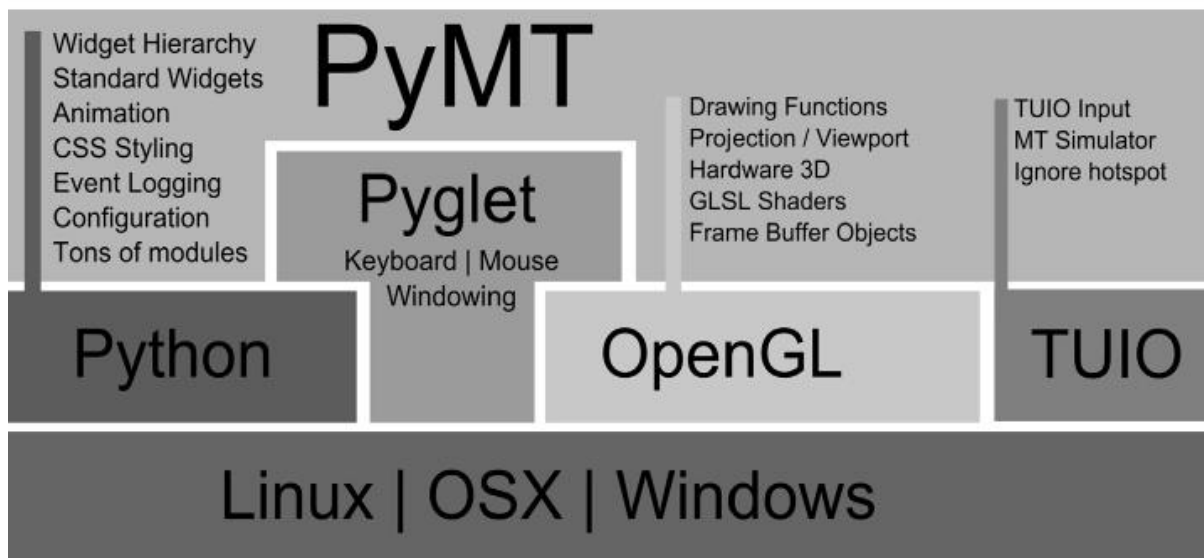 PyMT
Widget Hierarchy
Standard Widgets
Animation
CSS Styling
Event Logging
Configuration
Tons of modules
Pyglet
Keyboard | Mouse
Windowing
Drawing Functions
Projection / Viewport
Hardware 3D
GLSL Shaders
Frame Buffer Objects
TUIO Input
MT Simulator
Ignore hotspot
Python
OpenGL
TUIO
Linux | OSX | Windows